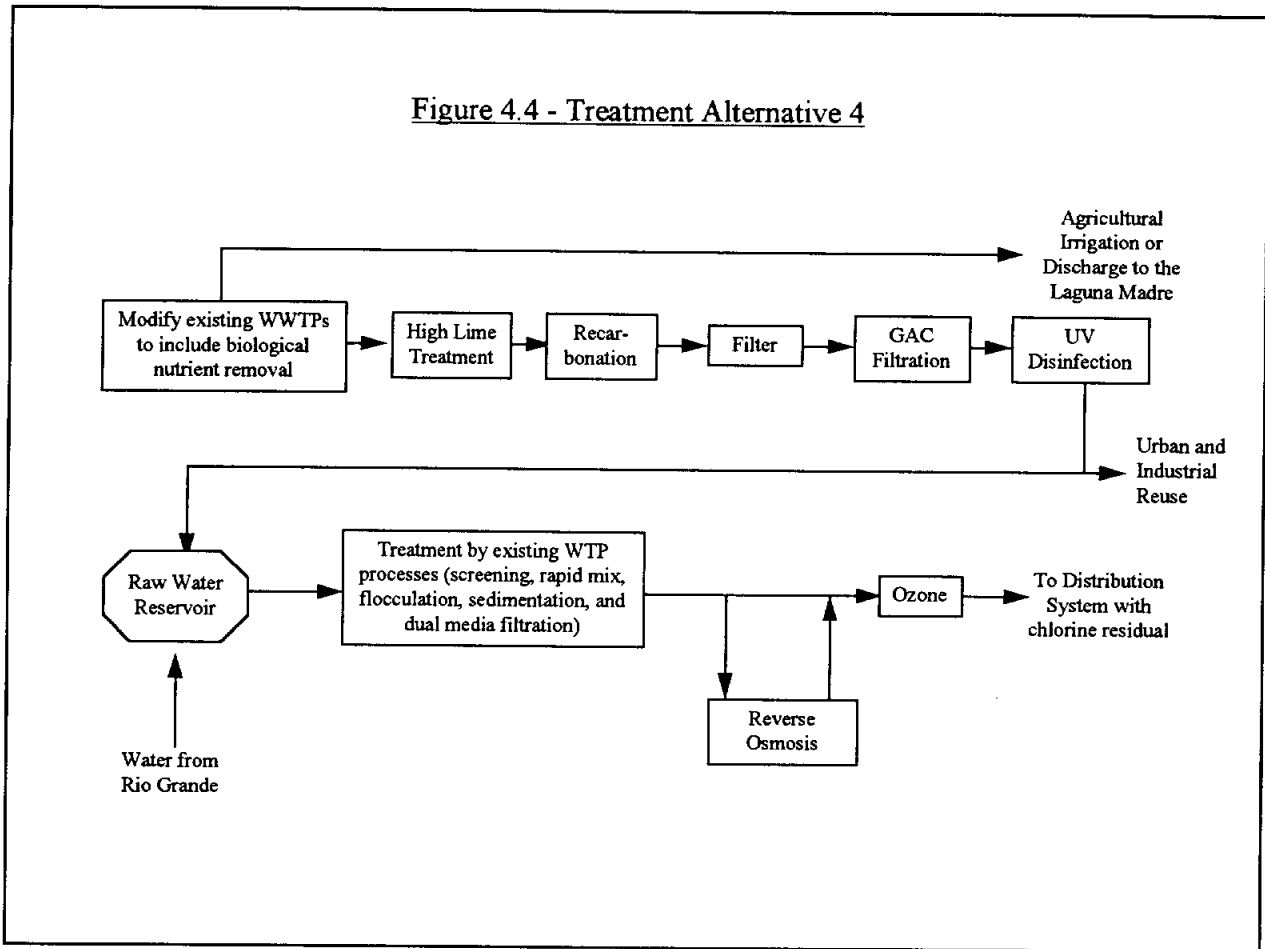 Figure 4.4 - Treatment Alternative 4
Agricultural
Irrigation or
Discharge to the
Laguna Madre
Modify existing WWTPs
to include biological
nutrient removal
High Lime
Treatment
Recar-
bonation
Filter
GAC
Filtration
UV
Disinfection
Urban and
Industrial
Reuse
Raw Water
Reservoir
Treatment by existing WTP
processes (screening, rapid mix,
flocculation, sedimentation, and
dual media filtration)
Ozone
To Distribution
System with
chlorine residual
Reverse
Osmosis
Water from
Rio Grande